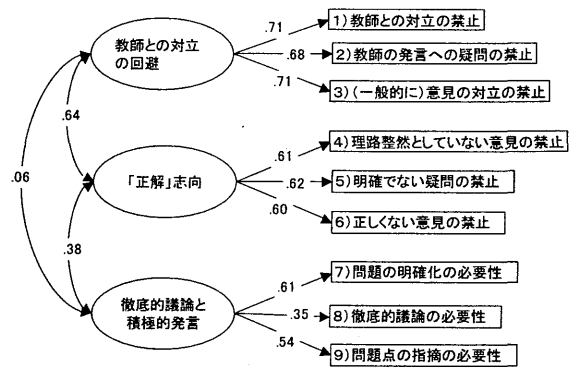 教師との対立
の回避
.71
1)教師との対立の禁止
.68
2)教師の発言への疑問の禁止
.71
3)(一般的に)意見の対立の禁止
.64
.06
「正解」志向
.61
4)理路整然としていない意見の禁止
.62
5)明確でない疑問の禁止
.60
6)正しくない意見の禁止
.38
徹底的議論と
積極的発言
.61
7)問題の明確化の必要性
.35
8)徹底的議論の必要性
.54
9)問題点の指摘の必要性